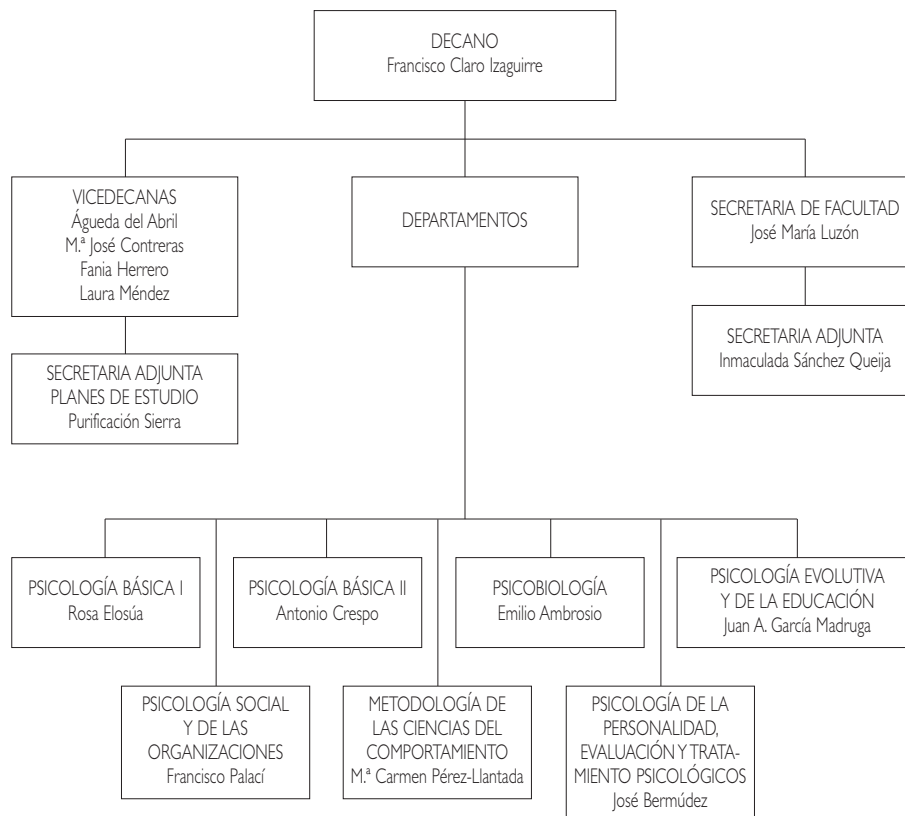 DECANO
Francisco Claro Izaguirre
VICEDECANAS
Águeda del Abril
M.ª José Contreras
Fania Herrero
Laura Méndez
DEPARTAMENTOS
SECRETARIA DE FACULTAD
José María Luzón
SECRETARIA ADJUNTA
PLANES DE ESTUDIO
Purificación Sierra
SECRETARIA ADJUNTA
Inmaculada Sánchez Queija
PSICOLOGÍA BÁSICA I
Rosa Elosúa
PSICOLOGÍA BÁSICA II
Antonio Crespo
PSICOBIOLOGÍA
Emilio Ambrosio
PSICOLOGÍA EVOLUTIVA
Y DE LA EDUCACIÓN
Juan A. García Madruga
PSICOLOGÍA SOCIAL
Y DE LAS
ORGANIZACIONES
Francisco Palací
METODOLOGÍA DE
LAS CIENCIAS DEL
COMPORTAMIENTO
M.ª Carmen Pérez-Llantada
PSICOLOGÍA DE LA
PERSONALIDAD,
EVALUACIÓN Y TRATA-
MIENTO PSICOLÓGICOS
José Bermúdez